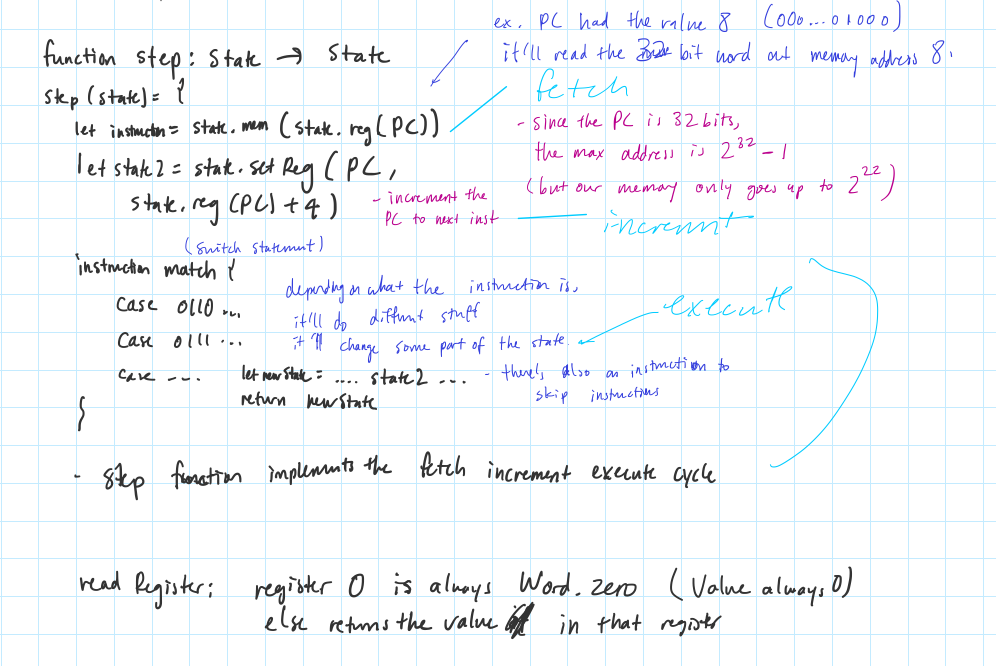 ex. PC had the value 8 (000...01000)
function step: State → State
it'll read the 32 bit word out memory address 8.
step (state) = {
fetch
let instruction = state.mem (state.reg(PC))
- since the PC is 32 bits,
the max address is 2^32 - 1
let state2 = state.setReg (PC,
(but our memory only goes up to 2^22)
state.reg (PC) + 4)
- increment the
PC to next inst
increment
(switch statement)
instruction match {
depending on what the instruction is,
case 0110 ...
it'll do different stuff
execute
case 0111 ...
it'll change some part of the state.
case ---.
let newState = .... state2 ...
- there's also an instruction to
skip instructions
return newState
}
- step function implements the fetch increment execute cycle
read Register: register 0 is always Word.zero (Value always 0)
else returns the value in that register